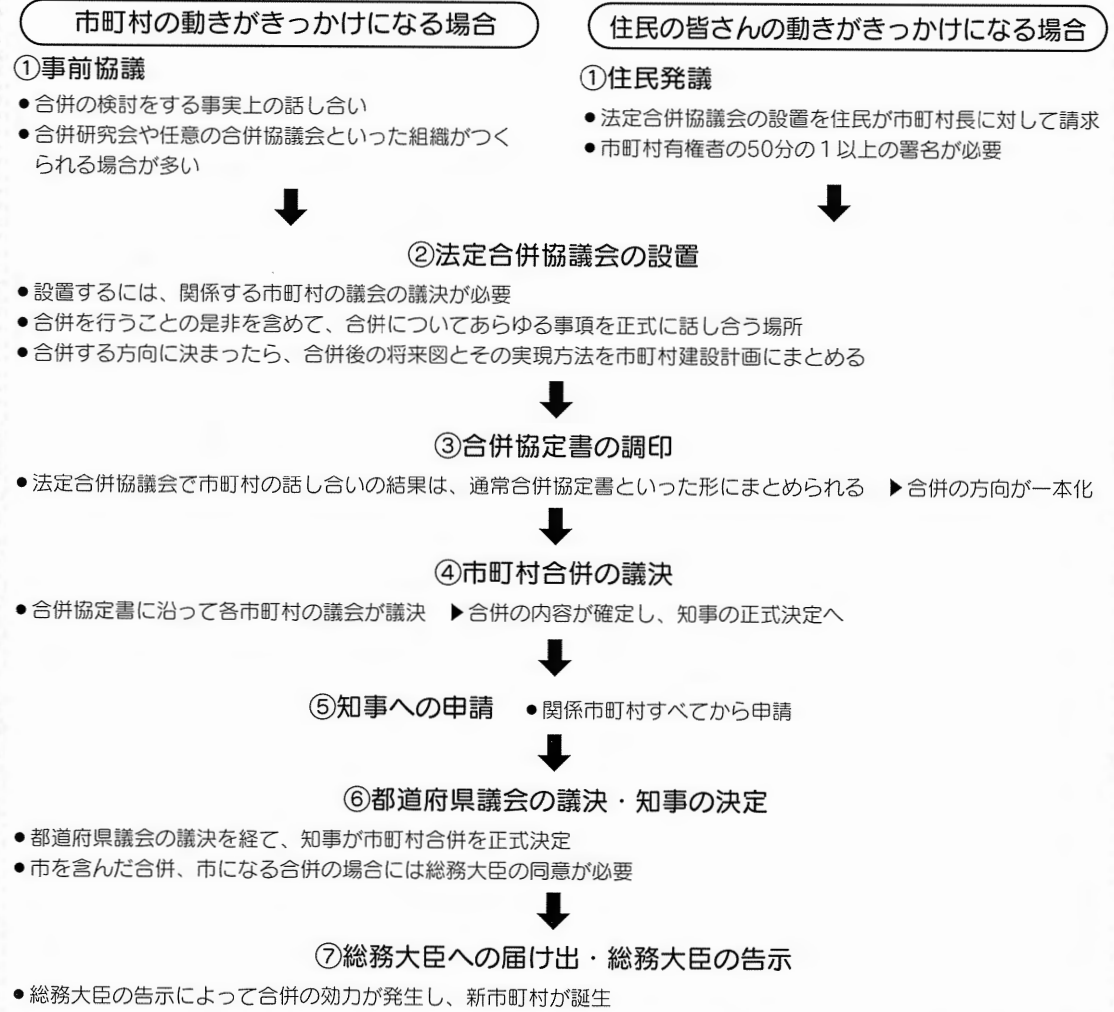 市町村の動きがきっかけになる場合
①事前協議
●合併の検討をする事実上の話し合い
●合併研究会や任意の合併協議会といった組織がつく
られる場合が多い
住民の皆さんの動きがきっかけになる場合
①住民発議
●法定合併協議会の設置を住民が市町村長に対して請求
●市町村有権者の50分の1以上の署名が必要
②法定合併協議会の設置
●設置するには、関係する市町村の議会の議決が必要
●合併を行うことの是非を含めて、合併についてあらゆる事項を正式に話し合う場所
●合併する方向に決まったら、合併後の将来図とその実現方法を市町村建設計画にまとめる
③合併協定書の調印
●法定合併協議会で市町村の話し合いの結果は、通常合併協定書といった形にまとめられる ▶合併の方向が一本化
④市町村合併の議決
●合併協定書に沿って各市町村の議会が議決 ▶合併の内容が確定し、知事の正式決定へ
⑤知事への申請 ●関係市町村すべてから申請
⑥都道府県議会の議決・知事の決定
●都道府県議会の議決を経て、知事が市町村合併を正式決定
●市を含んだ合併、市になる合併の場合には総務大臣の同意が必要
⑦総務大臣への届け出・総務大臣の告示
●総務大臣の告示によって合併の効力が発生し、新市町村が誕生